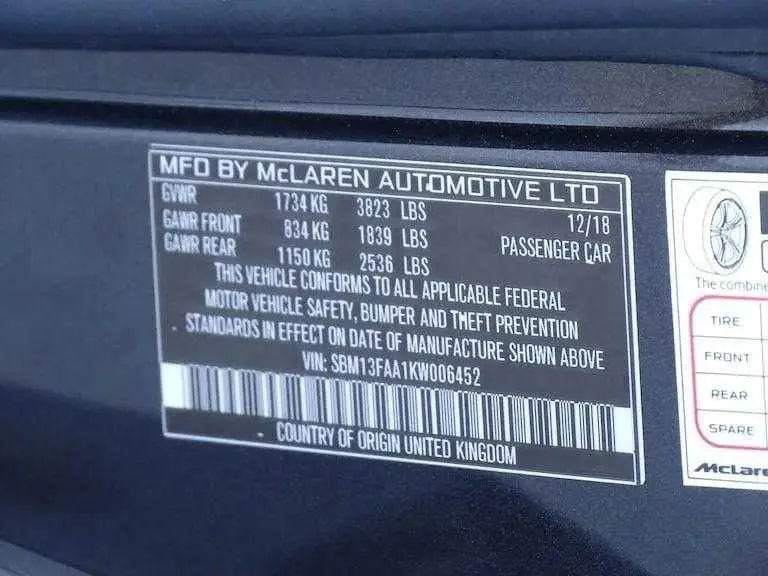 MFD BY McLAREN AUTOMOTIVE LTD
GVWR 1734 KG 3823 LBS 12/18
GAWR FRONT 834 KG 1839 LBS PASSENGER CAR
GAWR REAR 1150 KG 2536 LBS
THIS VEHICLE CONFORMS TO ALL APPLICABLE FEDERAL
MOTOR VEHICLE SAFETY, BUMPER AND THEFT PREVENTION
STANDARDS IN EFFECT ON DATE OF MANUFACTURE SHOWN ABOVE
VIN: SBM13FAA1KW006452
COUNTRY OF ORIGIN UNITED KINGDOM
The combine
TIRE
FRONT
REAR
SPARE
McLare